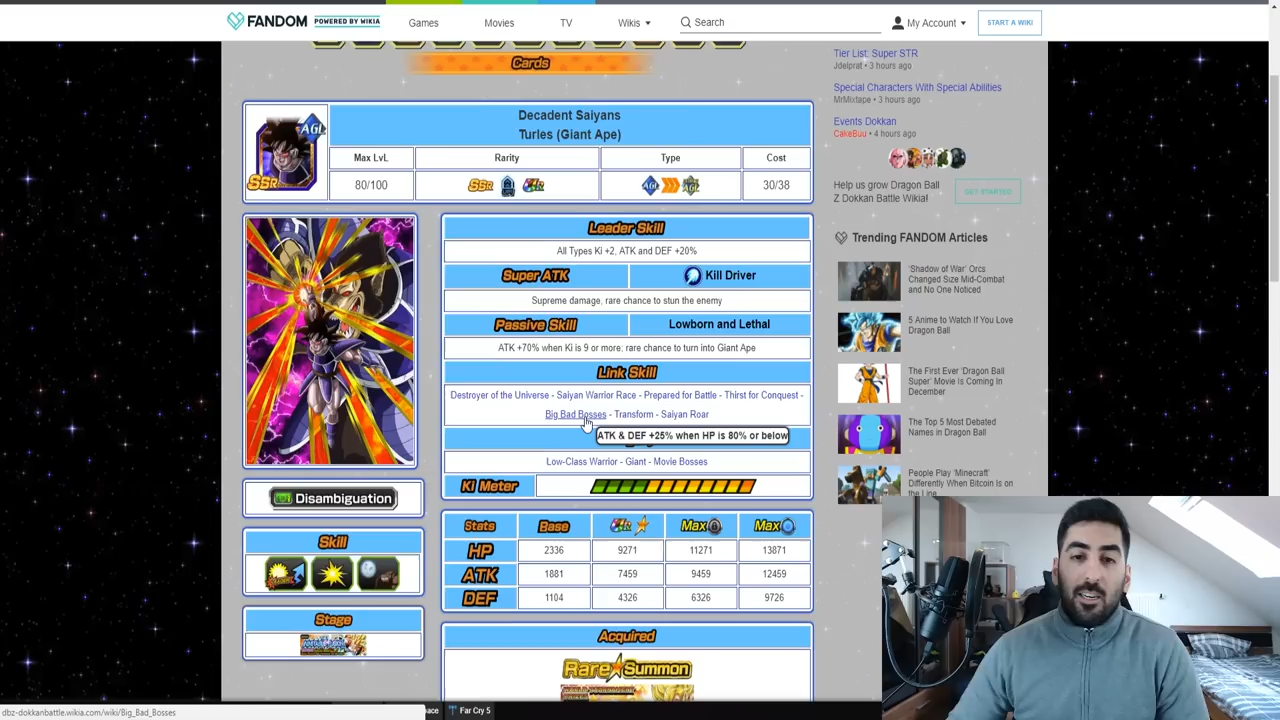 FANDOM POWERED BY WIKIA
Games
Movies
TV
Wikis
Search
My Account
START A WIKI
Cards
Decadent Saiyans
Turles (Giant Ape)
AGL
SSR
Max LvL
Rarity
Type
Cost
80/100
SSR UR
AGL AGL
30/38
Leader Skill
All Types Ki +2, ATK and DEF +20%
Super ATK
Kill Driver
Supreme damage, rare chance to stun the enemy
Passive Skill
Lowborn and Lethal
ATK +70% when Ki is 9 or more; rare chance to turn into Giant Ape
Link Skill
Destroyer of the Universe - Saiyan Warrior Race - Prepared for Battle - Thirst for Conquest -
Big Bad Bosses - Transform - Saiyan Roar
ATK & DEF +25% when HP is 80% or below
Low-Class Warrior - Giant - Movie Bosses
Ki Meter
Disambiguation
Skill
Stage
Stats
Base
UR
Max
Max
HP
2336
9271
11271
13871
ATK
1881
7459
9459
12459
DEF
1104
4326
6326
9726
Acquired
Rare Summon
Tier List: Super STR
Jdelprat • 3 hours ago
Special Characters With Special Abilities
MrMixtape • 3 hours ago
Events Dokkan
CakeBuu • 4 hours ago
Help us grow Dragon Ball
Z Dokkan Battle Wikia!
GET STARTED
Trending FANDOM Articles
'Shadow of War' Orcs
Changed Size Mid-Combat
and No One Noticed
5 Anime to Watch If You Love
Dragon Ball
The First Ever 'Dragon Ball
Super' Movie Is Coming In
December
The Top 5 Most Debated
Names in Dragon Ball
People Play 'Minecraft'
Differently When Bitcoin Is on
the Line
dbz-dokkanbattle.wikia.com/wiki/Big_Bad_Bosses
Far Cry 5